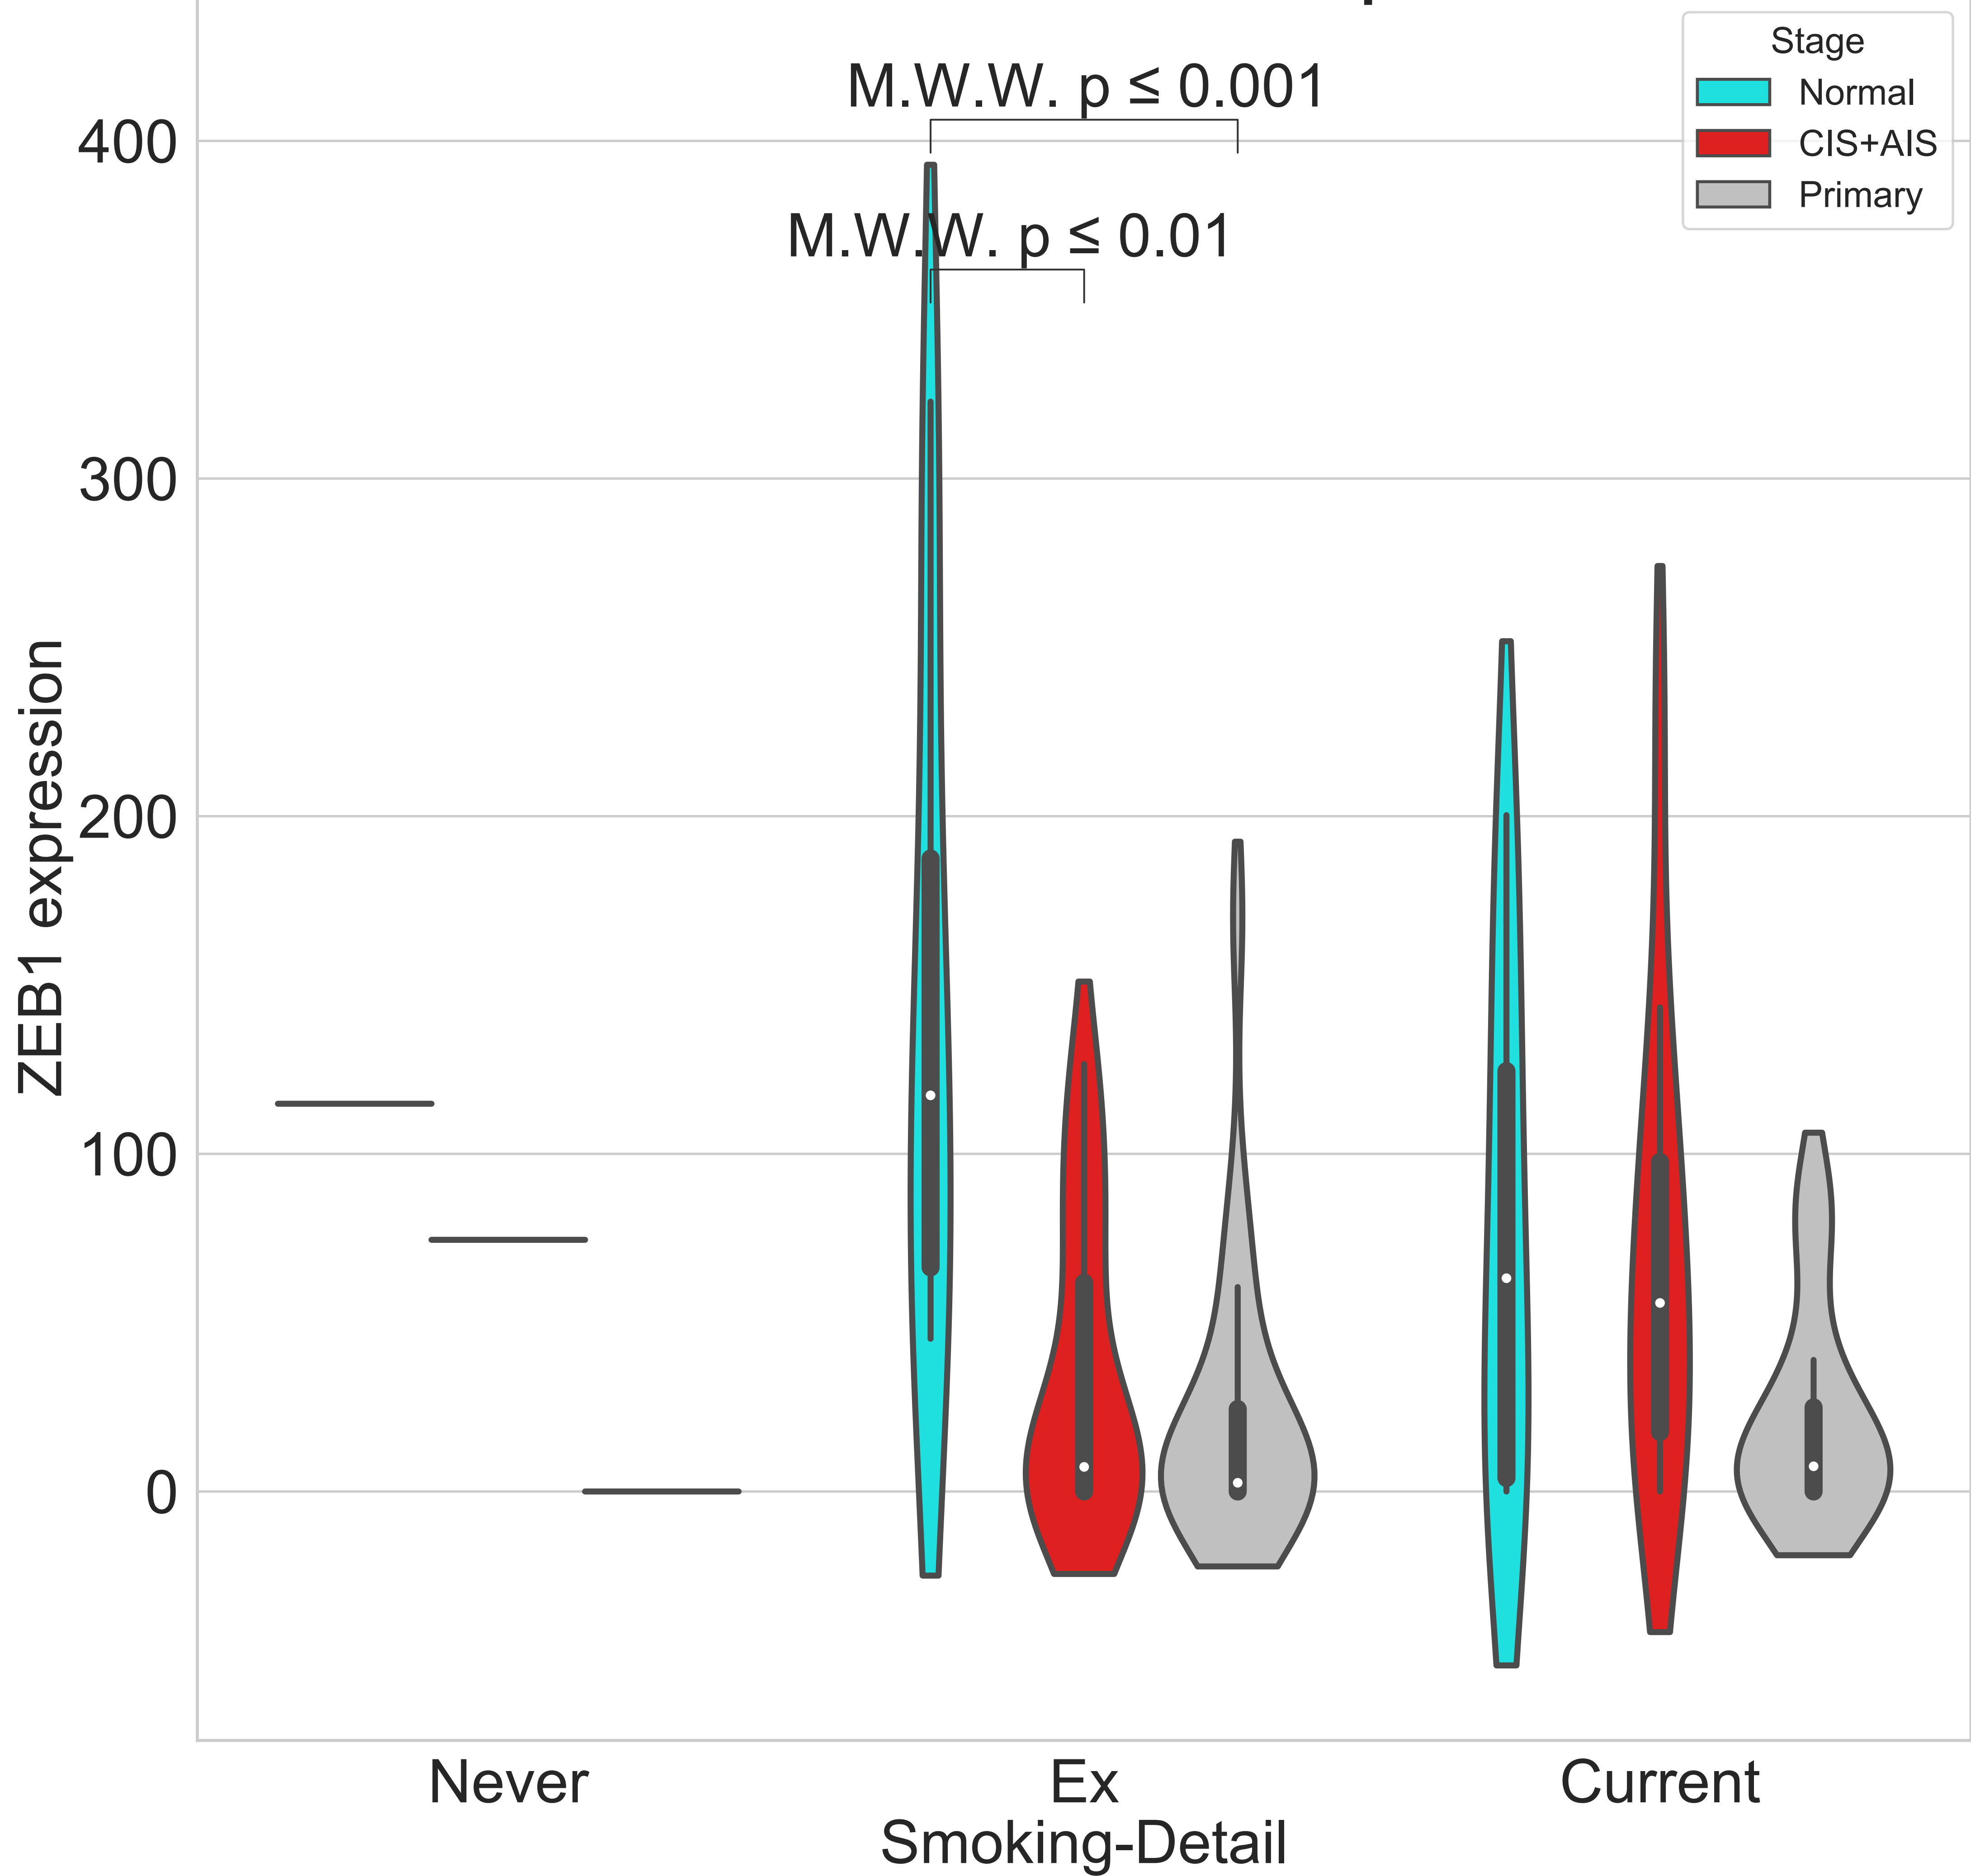 Stage
Normal
CIS+AIS
Primary
M.W.W. p ≤ 0.001
M.W.W. p ≤ 0.01
400
300
200
100
0
ZEB1 expression
Never
Ex
Current
Smoking-Detail